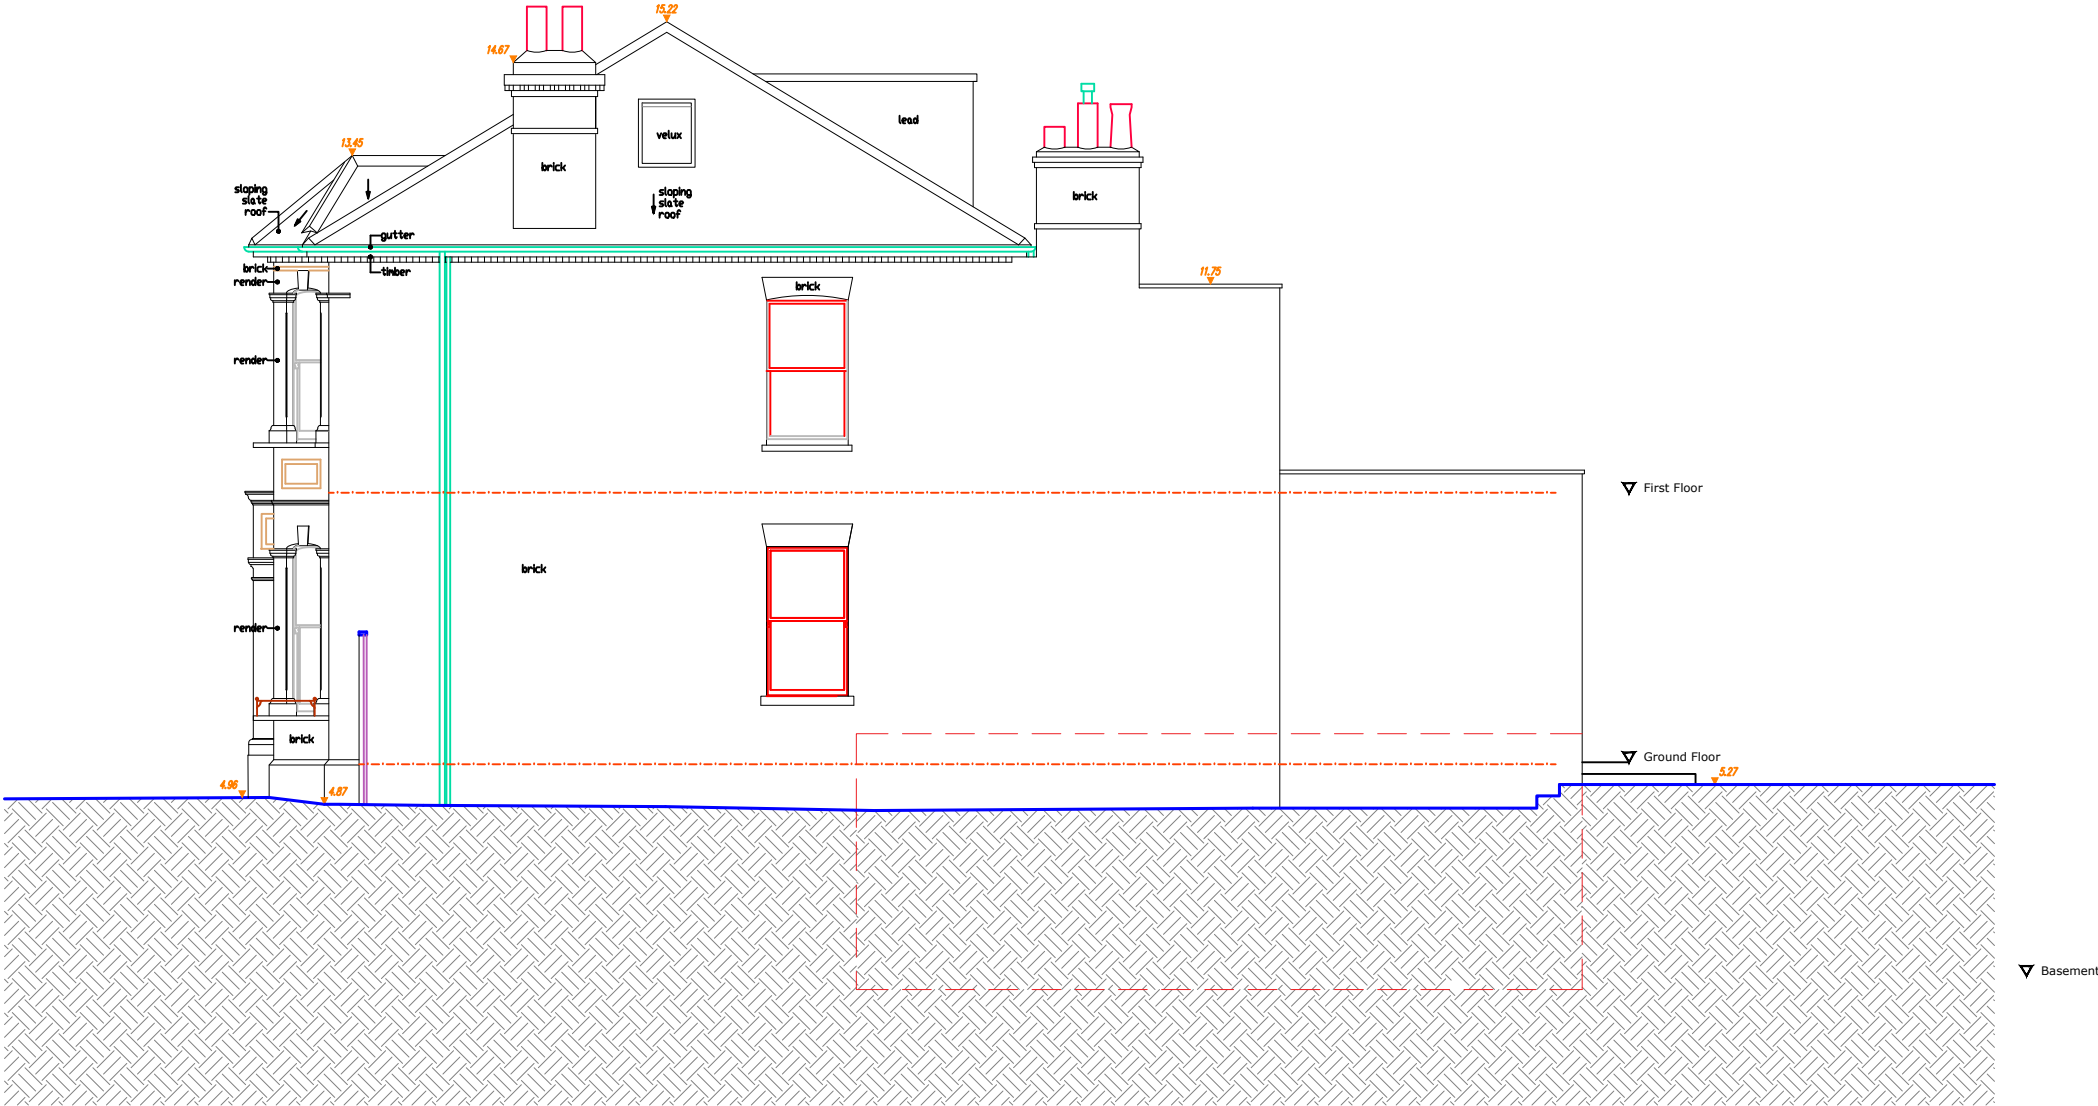 15.22
14.67
lead
velux
13.45
brick
sloping
slate
roof
sloping
slate
roof
brick
gutter
brick
timber
render
11.75
brick
render
First Floor
brick
render
brick
Ground Floor
5.27
4.96
4.87
Basement